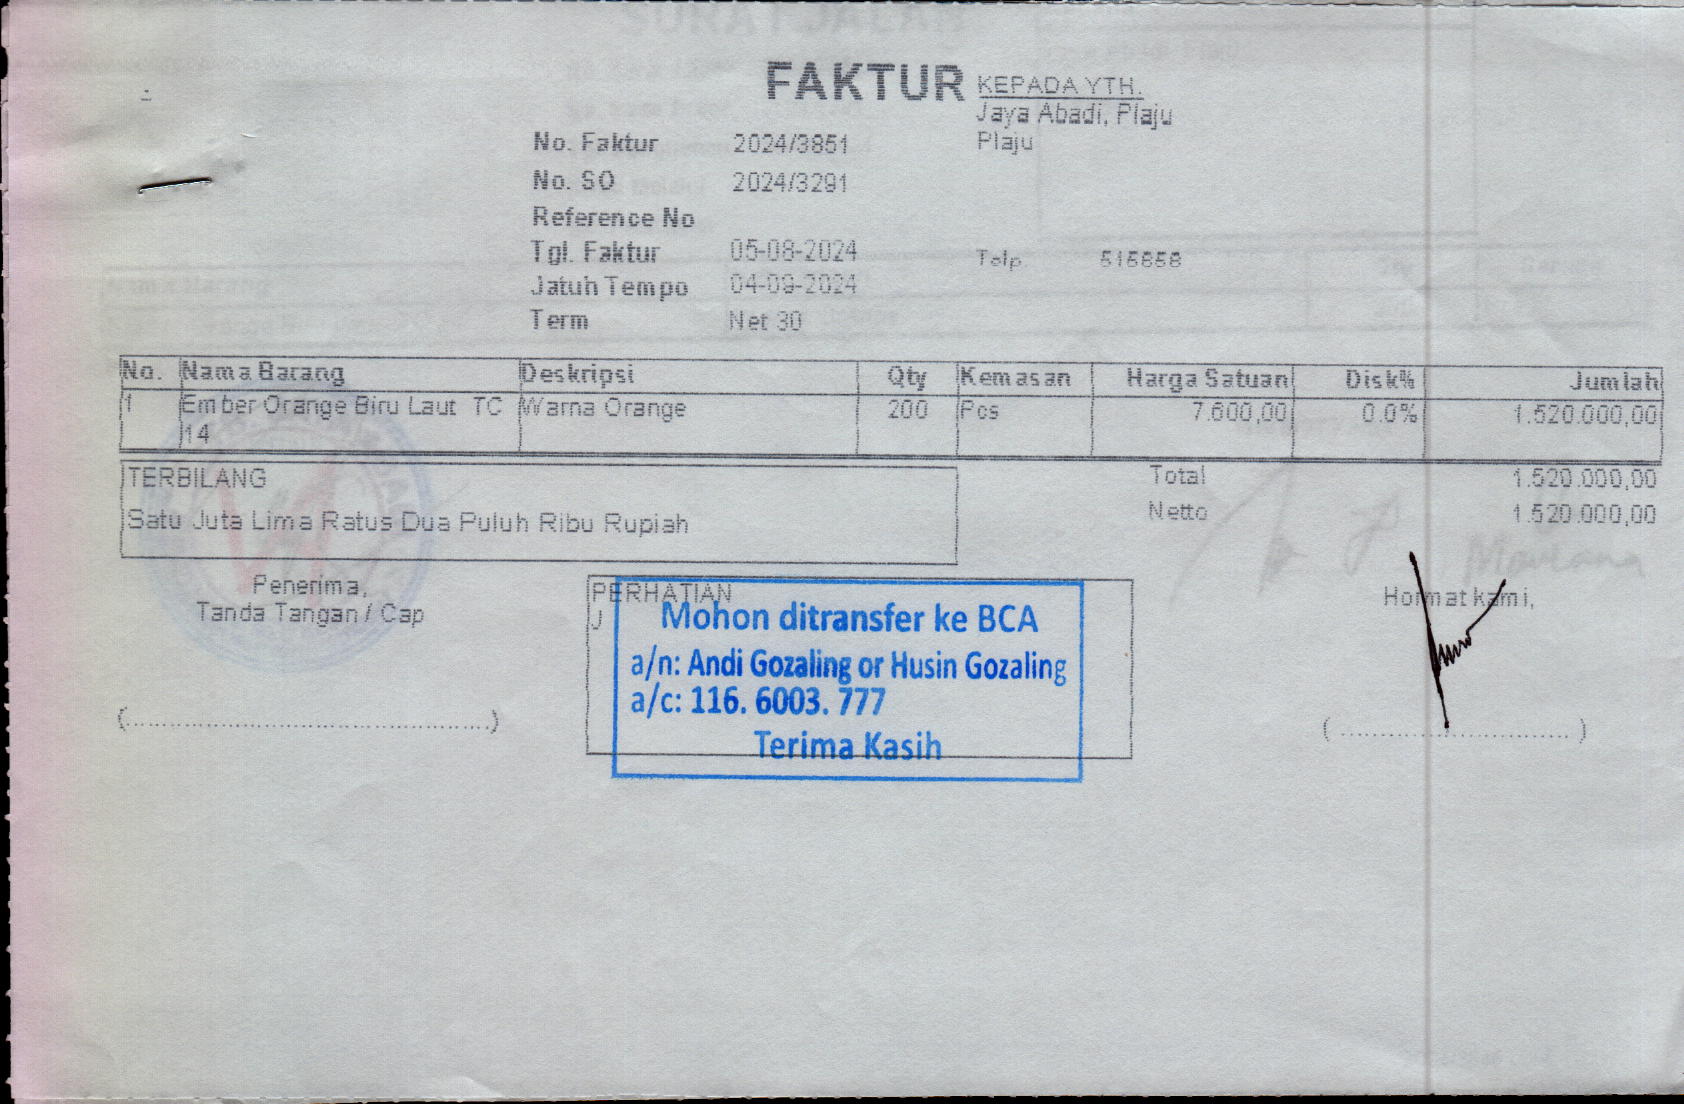 FAKTUR
KEPADA YTH.
Jaya Abadi, Plaju
Plaju
No. Faktur 2024/3851
No. SO 2024/3291
Reference No
Tgl. Faktur 05-08-2024
Telp. 515858
Jatuh Tempo 04-09-2024
Term Net 30
No. Nama Barang Deskripsi Qty Kemasan Harga Satuan Disk% Jumlah
1 Ember Orange Biru Laut TC Warna Orange 200 Pcs 7.600,00 0.0% 1.520.000,00
14
TERBILANG
Satu Juta Lima Ratus Dua Puluh Ribu Rupiah
Total 1.520.000,00
Netto 1.520.000,00
Penerima,
Tanda Tangan / Cap
(..........................................)
PERHATIAN
J
Mohon ditransfer ke BCA
a/n: Andi Gozaling or Husin Gozaling
a/c: 116. 6003. 777
Terima Kasih
Hormat kami,
( ............................ )